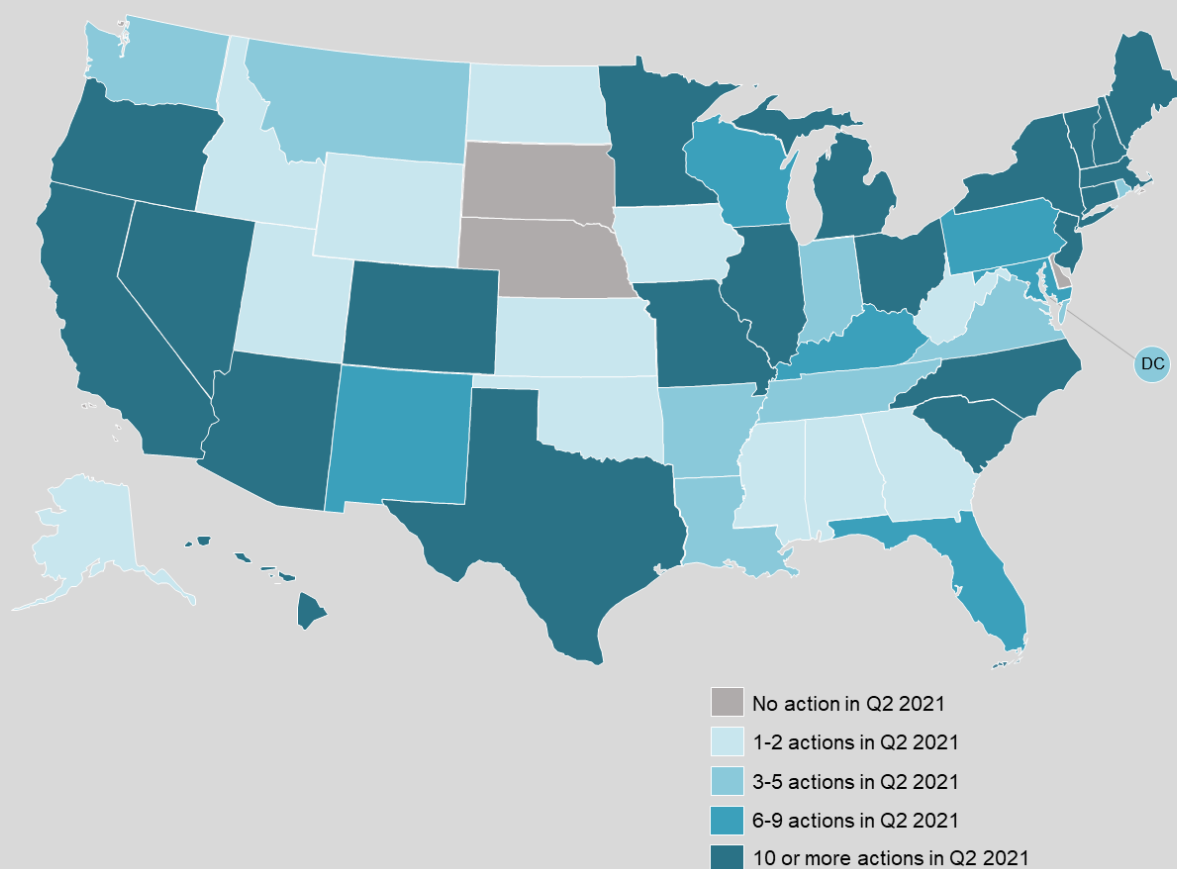 DC
No action in Q2 2021
1-2 actions in Q2 2021
3-5 actions in Q2 2021
6-9 actions in Q2 2021
10 or more actions in Q2 2021